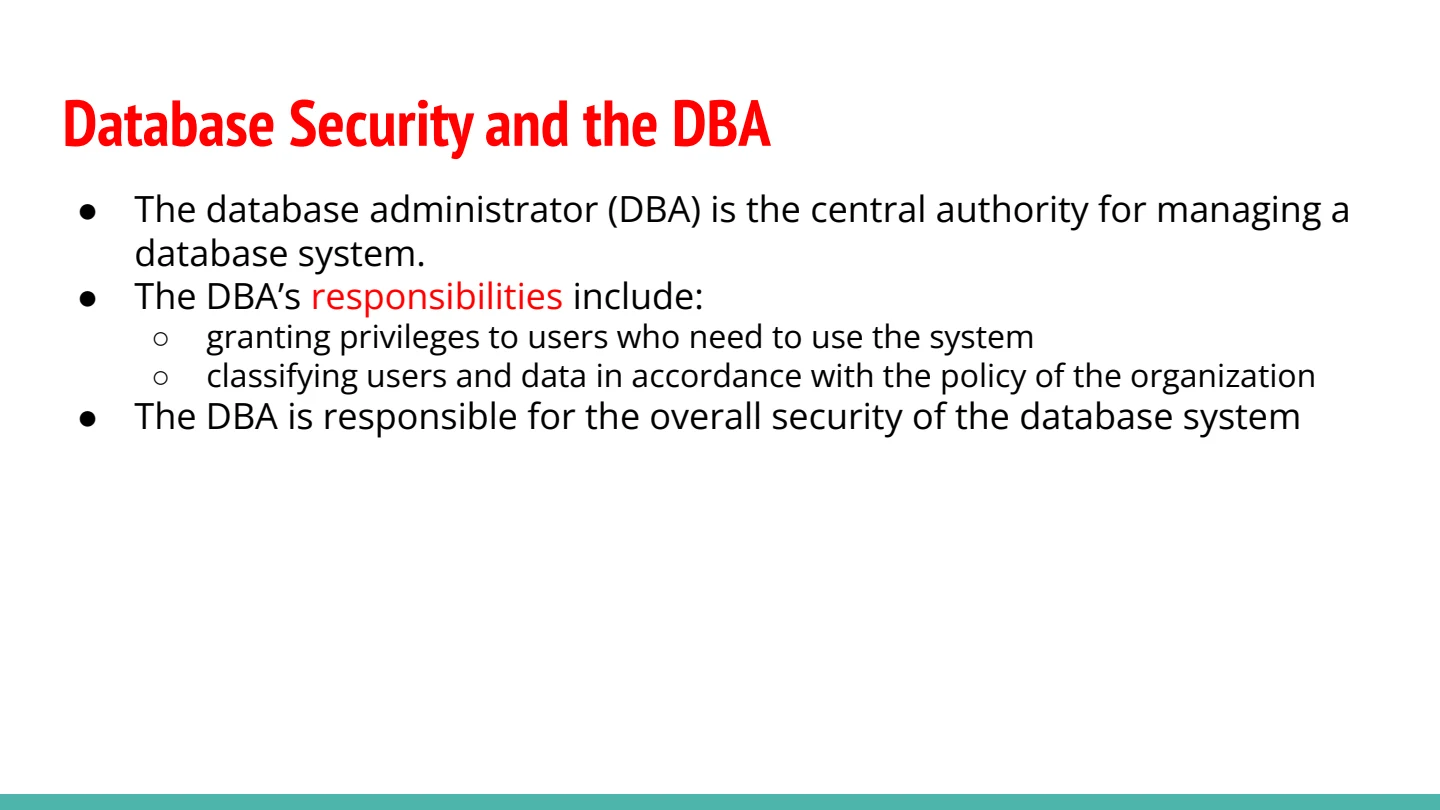 Database Security and the DBA
● The database administrator (DBA) is the central authority for managing a
database system.
● The DBA’s responsibilities include:
○ granting privileges to users who need to use the system
○ classifying users and data in accordance with the policy of the organization
● The DBA is responsible for the overall security of the database system